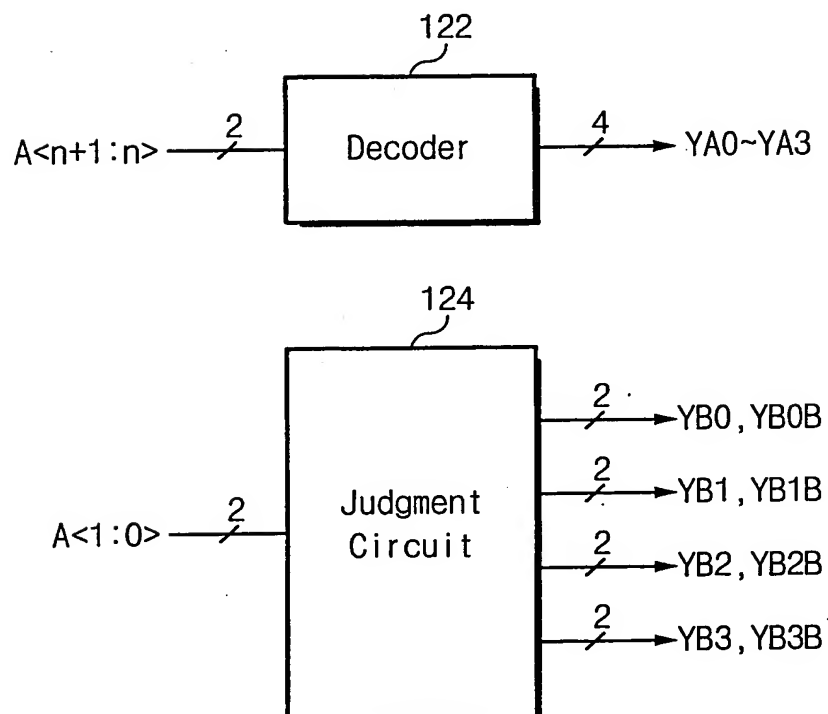 122
A<n+1:n>
2
Decoder
4
YA0~YA3
124
A<1:0>
2
Judgment
Circuit
2
YB0,YB0B
2
YB1,YB1B
2
YB2,YB2B
2
YB3,YB3B